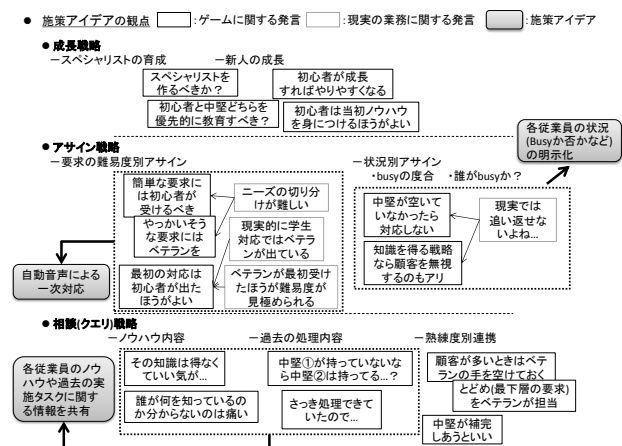 ● 施策アイデアの観点 :ゲームに関する発言 :現実の業務に関する発言 :施策アイデア
● 成長戦略
－スペシャリストの育成 －新人の成長
スペシャリストを
作るべきか？
初心者が成長
すればやりやすくなる
初心者と中堅どちらを
優先的に教育すべき？
初心者は当初ノウハウ
を身につけるほうがよい
各従業員の状況
(Busyか否かなど)
の明示化
● アサイン戦略
－要求の難易度別アサイン
簡単な要求に
は初心者が
受けるべき
ニーズの切り分
けが難しい
やっかいそう
な要求には
ベテランを
現実的に学生
対応ではベテラ
ンが出ている
最初の対応は
初心者が出た
ほうがよい
ベテランが最初受け
たほうが難易度が
見極められる
自動音声による
一次対応
－状況別アサイン
・busyの度合 ・誰がbusyか？
中堅が空いて
いなかったら
対応しない
現実では
追い返せな
いよね…
知識を得る戦略
なら顧客を無視
するのもアリ
● 相談(クエリ)戦略
－ノウハウ内容 －過去の処理内容 －熟練度別連携
各従業員のノウ
ハウや過去の実
施タスクに関す
る情報を共有
その知識は得なく
ていい気が…
誰が何を知っているの
か分からないのは痛い
中堅①が持っていないな
ら中堅②は持ってる…？
さっき処理できて
いたので…
顧客が多いときはベテ
ランの手を空けておく
とどめ(最下層の要求)
をベテランが担当
中堅が補完
しあうといい